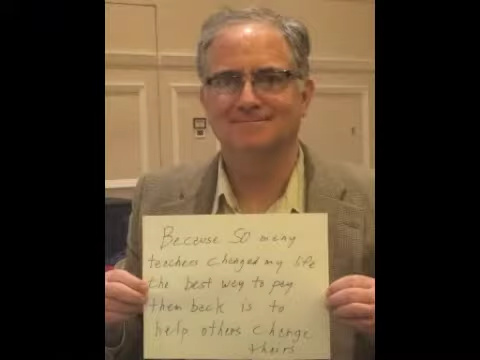 Because SO many
teachers changed my life
the best way to pay
them back is to
help others change
theirs